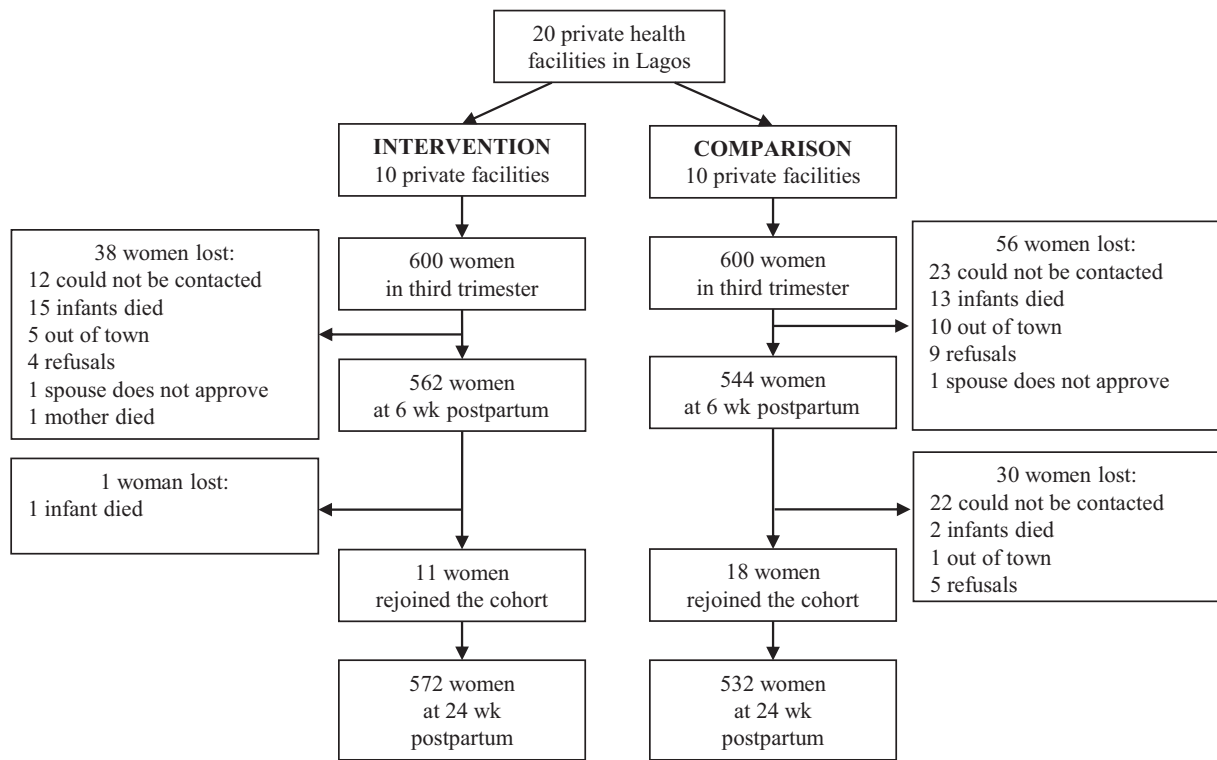 20 private health
facilities in Lagos
INTERVENTION
10 private facilities
COMPARISON
10 private facilities
38 women lost:
12 could not be contacted
15 infants died
5 out of town
4 refusals
1 spouse does not approve
1 mother died
600 women
in third trimester
600 women
in third trimester
56 women lost:
23 could not be contacted
13 infants died
10 out of town
9 refusals
1 spouse does not approve
562 women
at 6 wk postpartum
544 women
at 6 wk postpartum
1 woman lost:
1 infant died
30 women lost:
22 could not be contacted
2 infants died
1 out of town
5 refusals
11 women
rejoined the cohort
18 women
rejoined the cohort
572 women
at 24 wk
postpartum
532 women
at 24 wk
postpartum